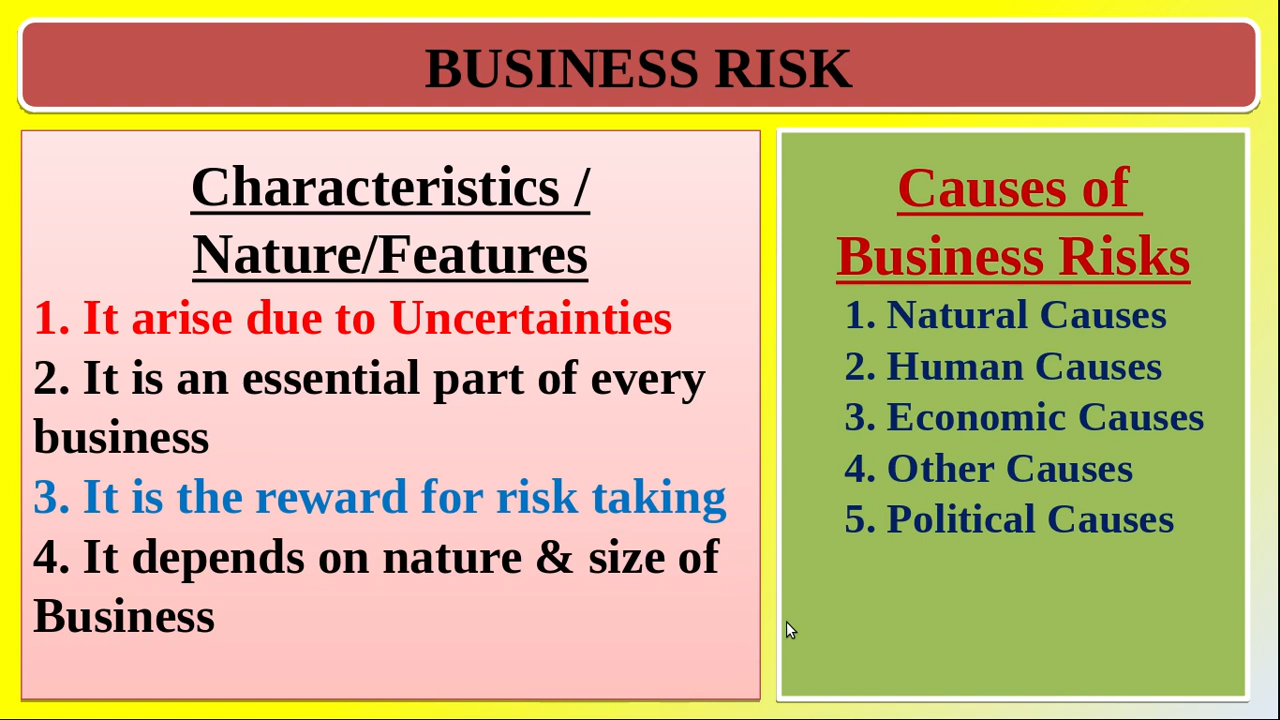 BUSINESS RISK
Characteristics /
Nature/Features
1. It arise due to Uncertainties
2. It is an essential part of every
business
3. It is the reward for risk taking
4. It depends on nature & size of
Business
Causes of
Business Risks
1. Natural Causes
2. Human Causes
3. Economic Causes
4. Other Causes
5. Political Causes